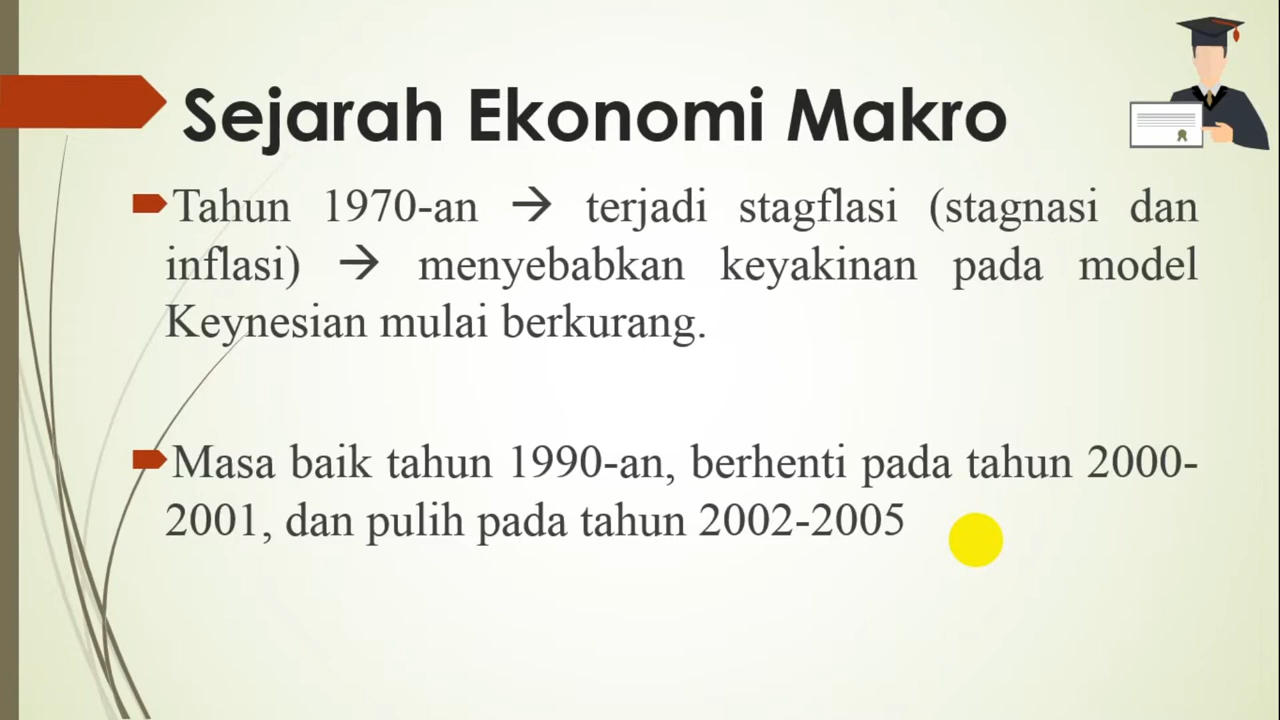 Sejarah Ekonomi Makro
Tahun 1970-an → terjadi stagflasi (stagnasi dan
inflasi) → menyebabkan keyakinan pada model
Keynesian mulai berkurang.
Masa baik tahun 1990-an, berhenti pada tahun 2000-
2001, dan pulih pada tahun 2002-2005